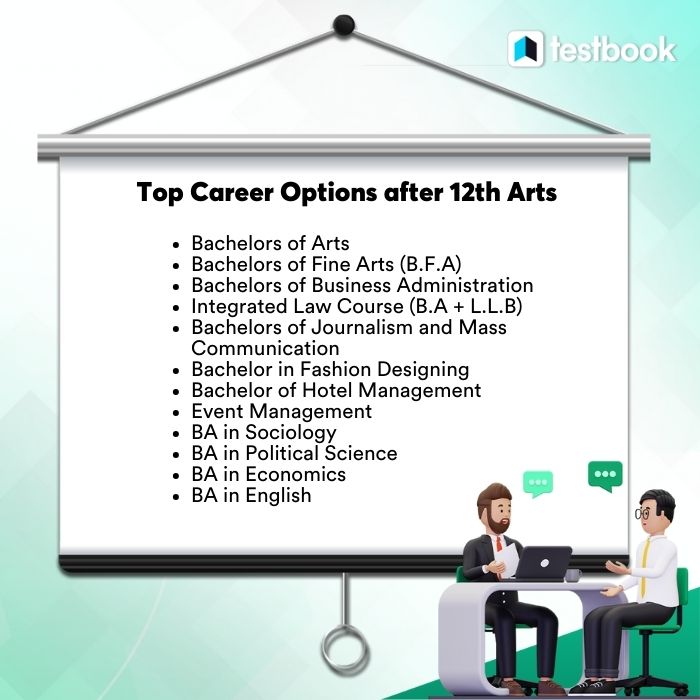 testbook
Top Career Options after 12th Arts
• Bachelors of Arts
• Bachelors of Fine Arts (B.F.A)
• Bachelors of Business Administration
• Integrated Law Course (B.A + L.L.B)
• Bachelors of Journalism and Mass
Communication
• Bachelor in Fashion Designing
• Bachelor of Hotel Management
• Event Management
• BA in Sociology
• BA in Political Science
• BA in Economics
• BA in English